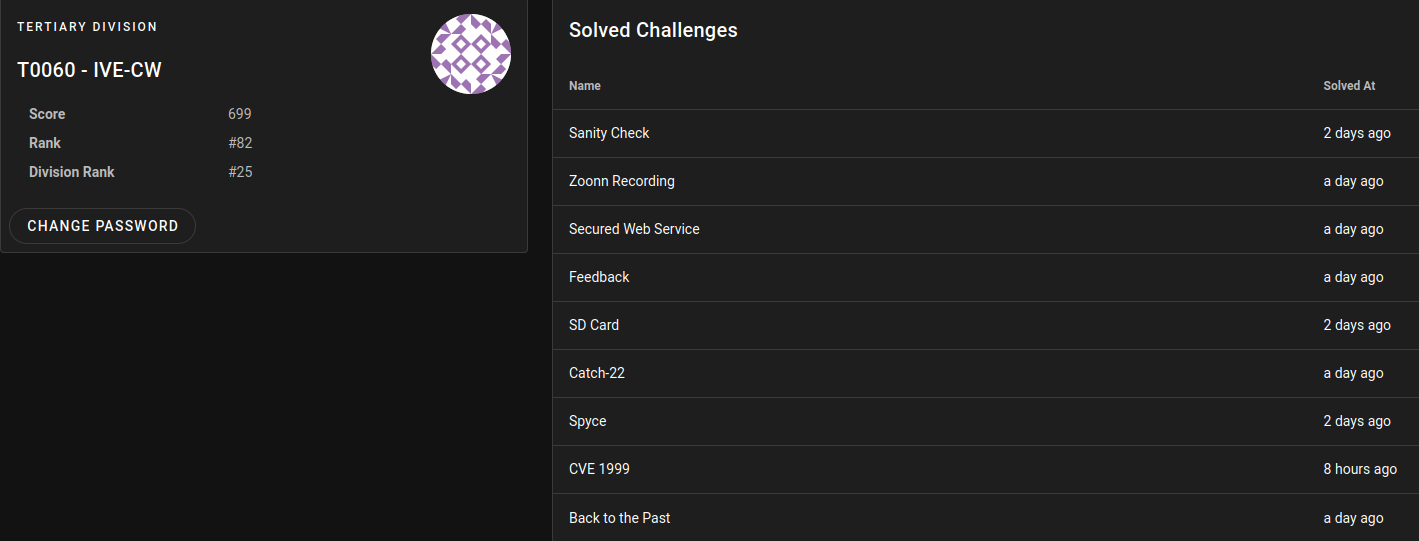 TERTIARY DIVISION
T0060 - IVE-CW
Score 699
Rank #82
Division Rank #25
CHANGE PASSWORD
Solved Challenges
Name Solved At
Sanity Check 2 days ago
Zoonn Recording a day ago
Secured Web Service a day ago
Feedback a day ago
SD Card 2 days ago
Catch-22 a day ago
Spyce 2 days ago
CVE 1999 8 hours ago
Back to the Past a day ago